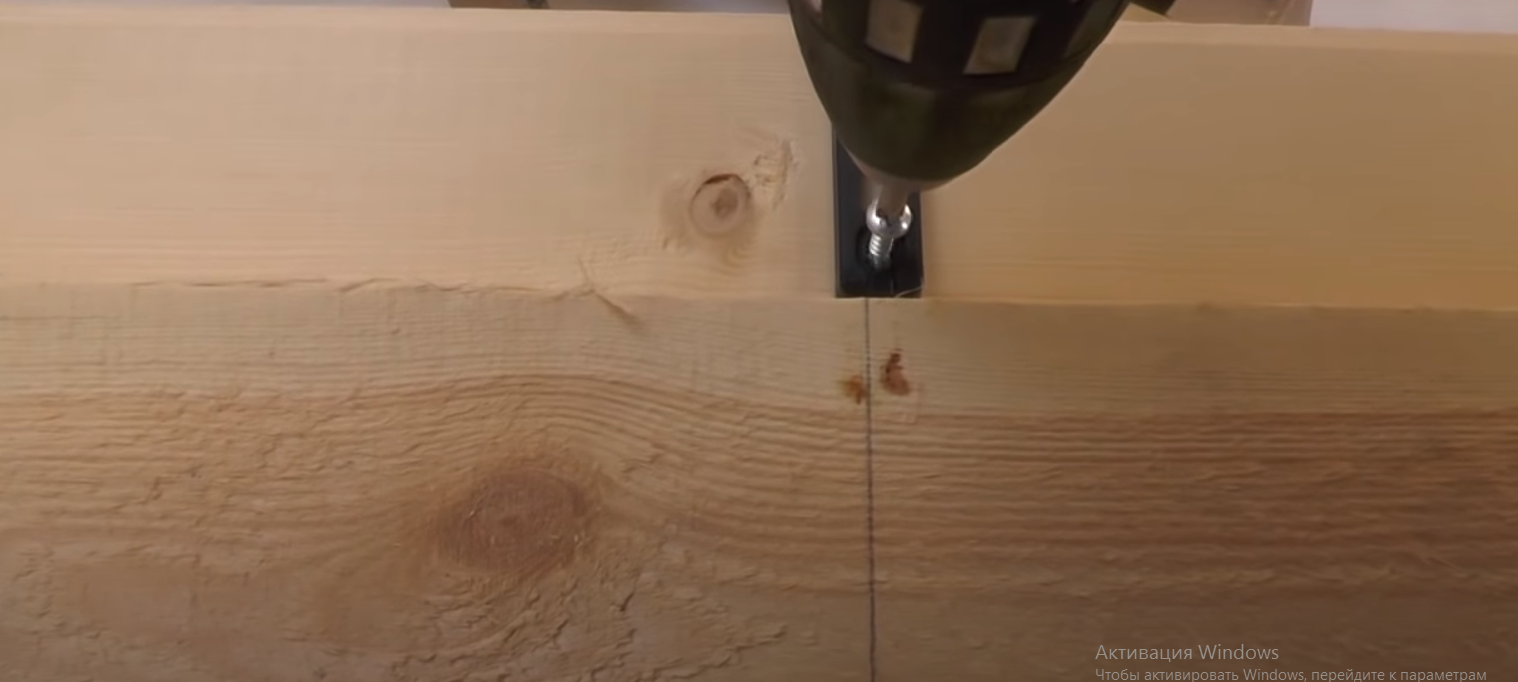 Активация Windows
Чтобы активировать Windows, перейдите к параметрам